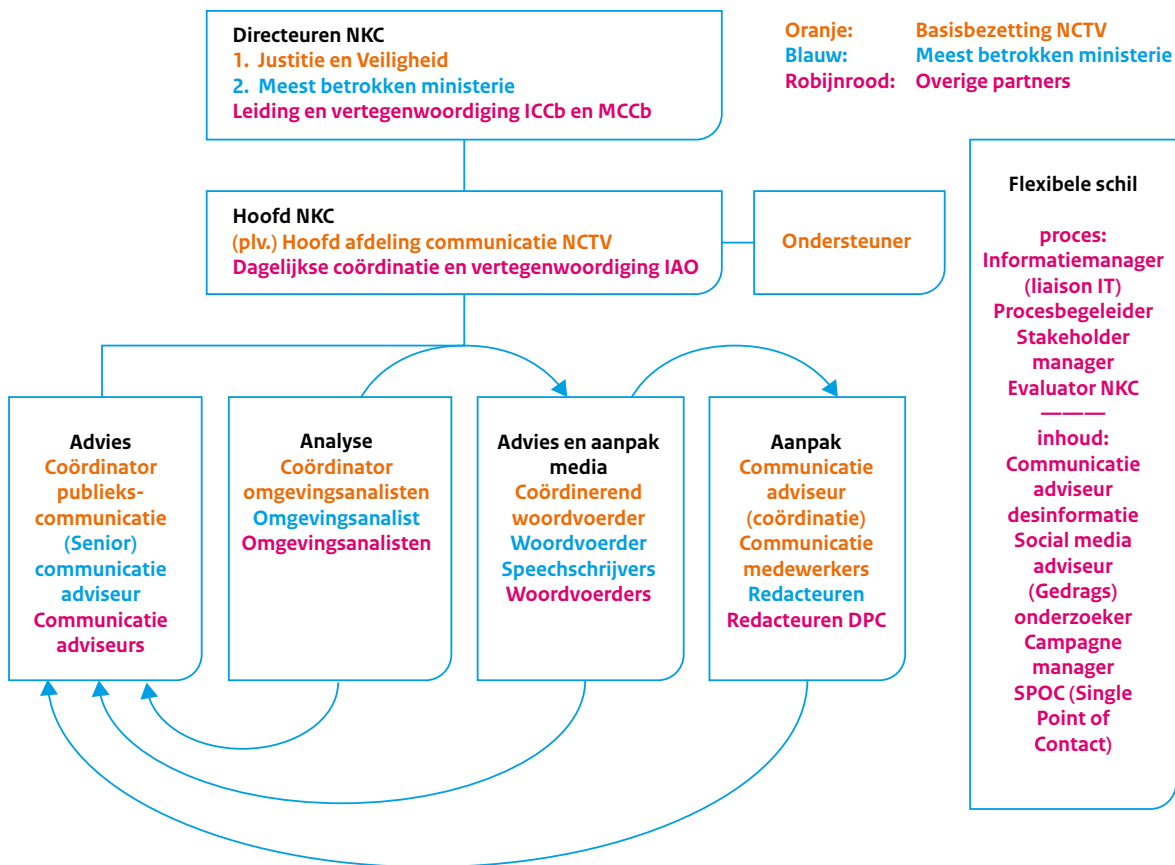 Directeuren NKC
1. Justitie en Veiligheid
2. Meest betrokken ministerie
Leiding en vertegenwoordiging ICCb en MCCb
Oranje: Basisbezetting NCTV
Blauw: Meest betrokken ministerie
Robijnrood: Overige partners
Hoofd NKC
(plv.) Hoofd afdeling communicatie NCTV
Dagelijkse coördinatie en vertegenwoordiging IAO
Ondersteuner
Advies
Coördinator
publieks-
communicatie
(Senior)
communicatie
adviseur
Communicatie
adviseurs
Analyse
Coördinator
omgevingsanalisten
Omgevingsanalist
Omgevingsanalisten
Advies en aanpak
media
Coördinerend
woordvoerder
Woordvoerder
Speechschrijvers
Woordvoerders
Aanpak
Communicatie
adviseur
(coördinatie)
Communicatie
medewerkers
Redacteuren
Redacteuren DPC
Flexibele schil
proces:
Informatiemanager
(liaison IT)
Procesbegeleider
Stakeholder
manager
Evaluator NKC
———
inhoud:
Communicatie
adviseur
desinformatie
Social media
adviseur
(Gedrags)
onderzoeker
Campagne
manager
SPOC (Single
Point of
Contact)